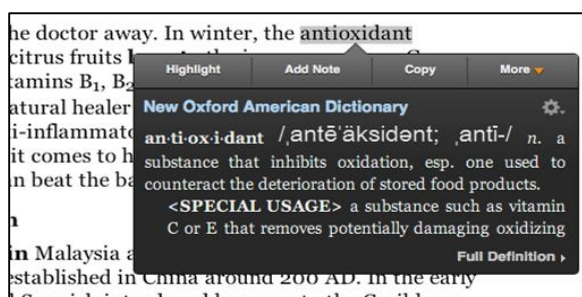 he doctor away. In winter, the antioxidant
citrus fruits
tamins B₁, B₂
atural healer
i-inflammato
it comes to h
n beat the ba
Highlight Add Note Copy More
New Oxford American Dictionary
an·ti·ox·i·dant /ˌantēˈäksidənt; ˌantī-/ n. a
substance that inhibits oxidation, esp. one used to
counteract the deterioration of stored food products.
<SPECIAL USAGE> a substance such as vitamin
C or E that removes potentially damaging oxidizing
Full Definition
n
in Malaysia a
established in China around 200 AD. In the early